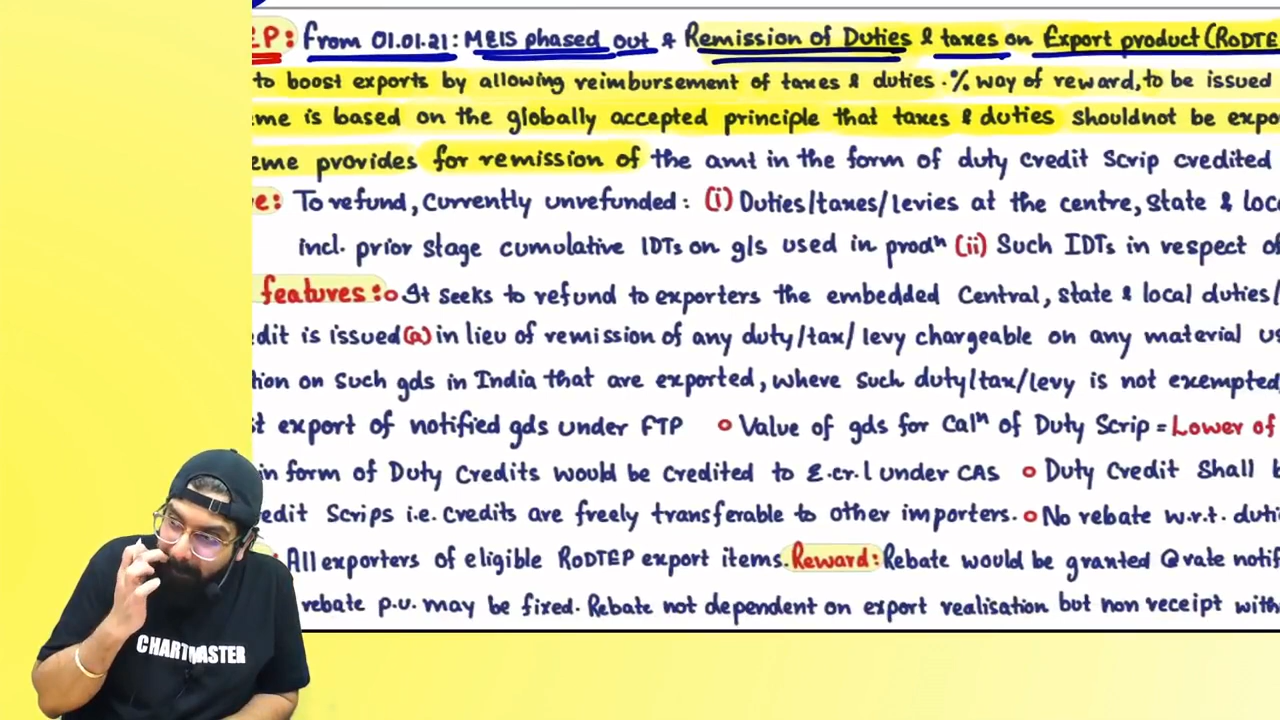 EP: from 01.01.21: MEIS phased out & Remission of Duties & taxes on Export product (RoDTE
to boost exports by allowing reimbursement of taxes & duties. % way of reward, to be issued
eme is based on the globally accepted principle that taxes & duties shouldnot be expo
eme provides for remission of the amt in the form of duty credit Scrip credited
e: To refund, Currently unrefunded: (i) Duties/taxes/levies at the centre, State & loc
incl. prior stage cumulative IDTs on g/s used in prodⁿ (ii) Such IDTs in respect of
features: o It seeks to refund to exporters the embedded Central, state & local duties/
edit is issued (a) in lieu of remission of any duty/tax/levy chargeable on any material us
tion on such gds in India that are exported, where such duty/tax/levy is not exempted,
st export of notified gds under FTP o Value of gds for Calⁿ of Duty Scrip = Lower of
in form of Duty Credits would be credited to E.cr.l under CAS o Duty Credit Shall b
edit Scrips i.e. Credits are freely transferable to other importers. o No rebate w.r.t. duti
All exporters of eligible RoDTEP export items. Reward: Rebate would be granted @ rate notif
rebate p.u. may be fixed. Rebate not dependent on export realisation but non receipt with
CHARTMASTER